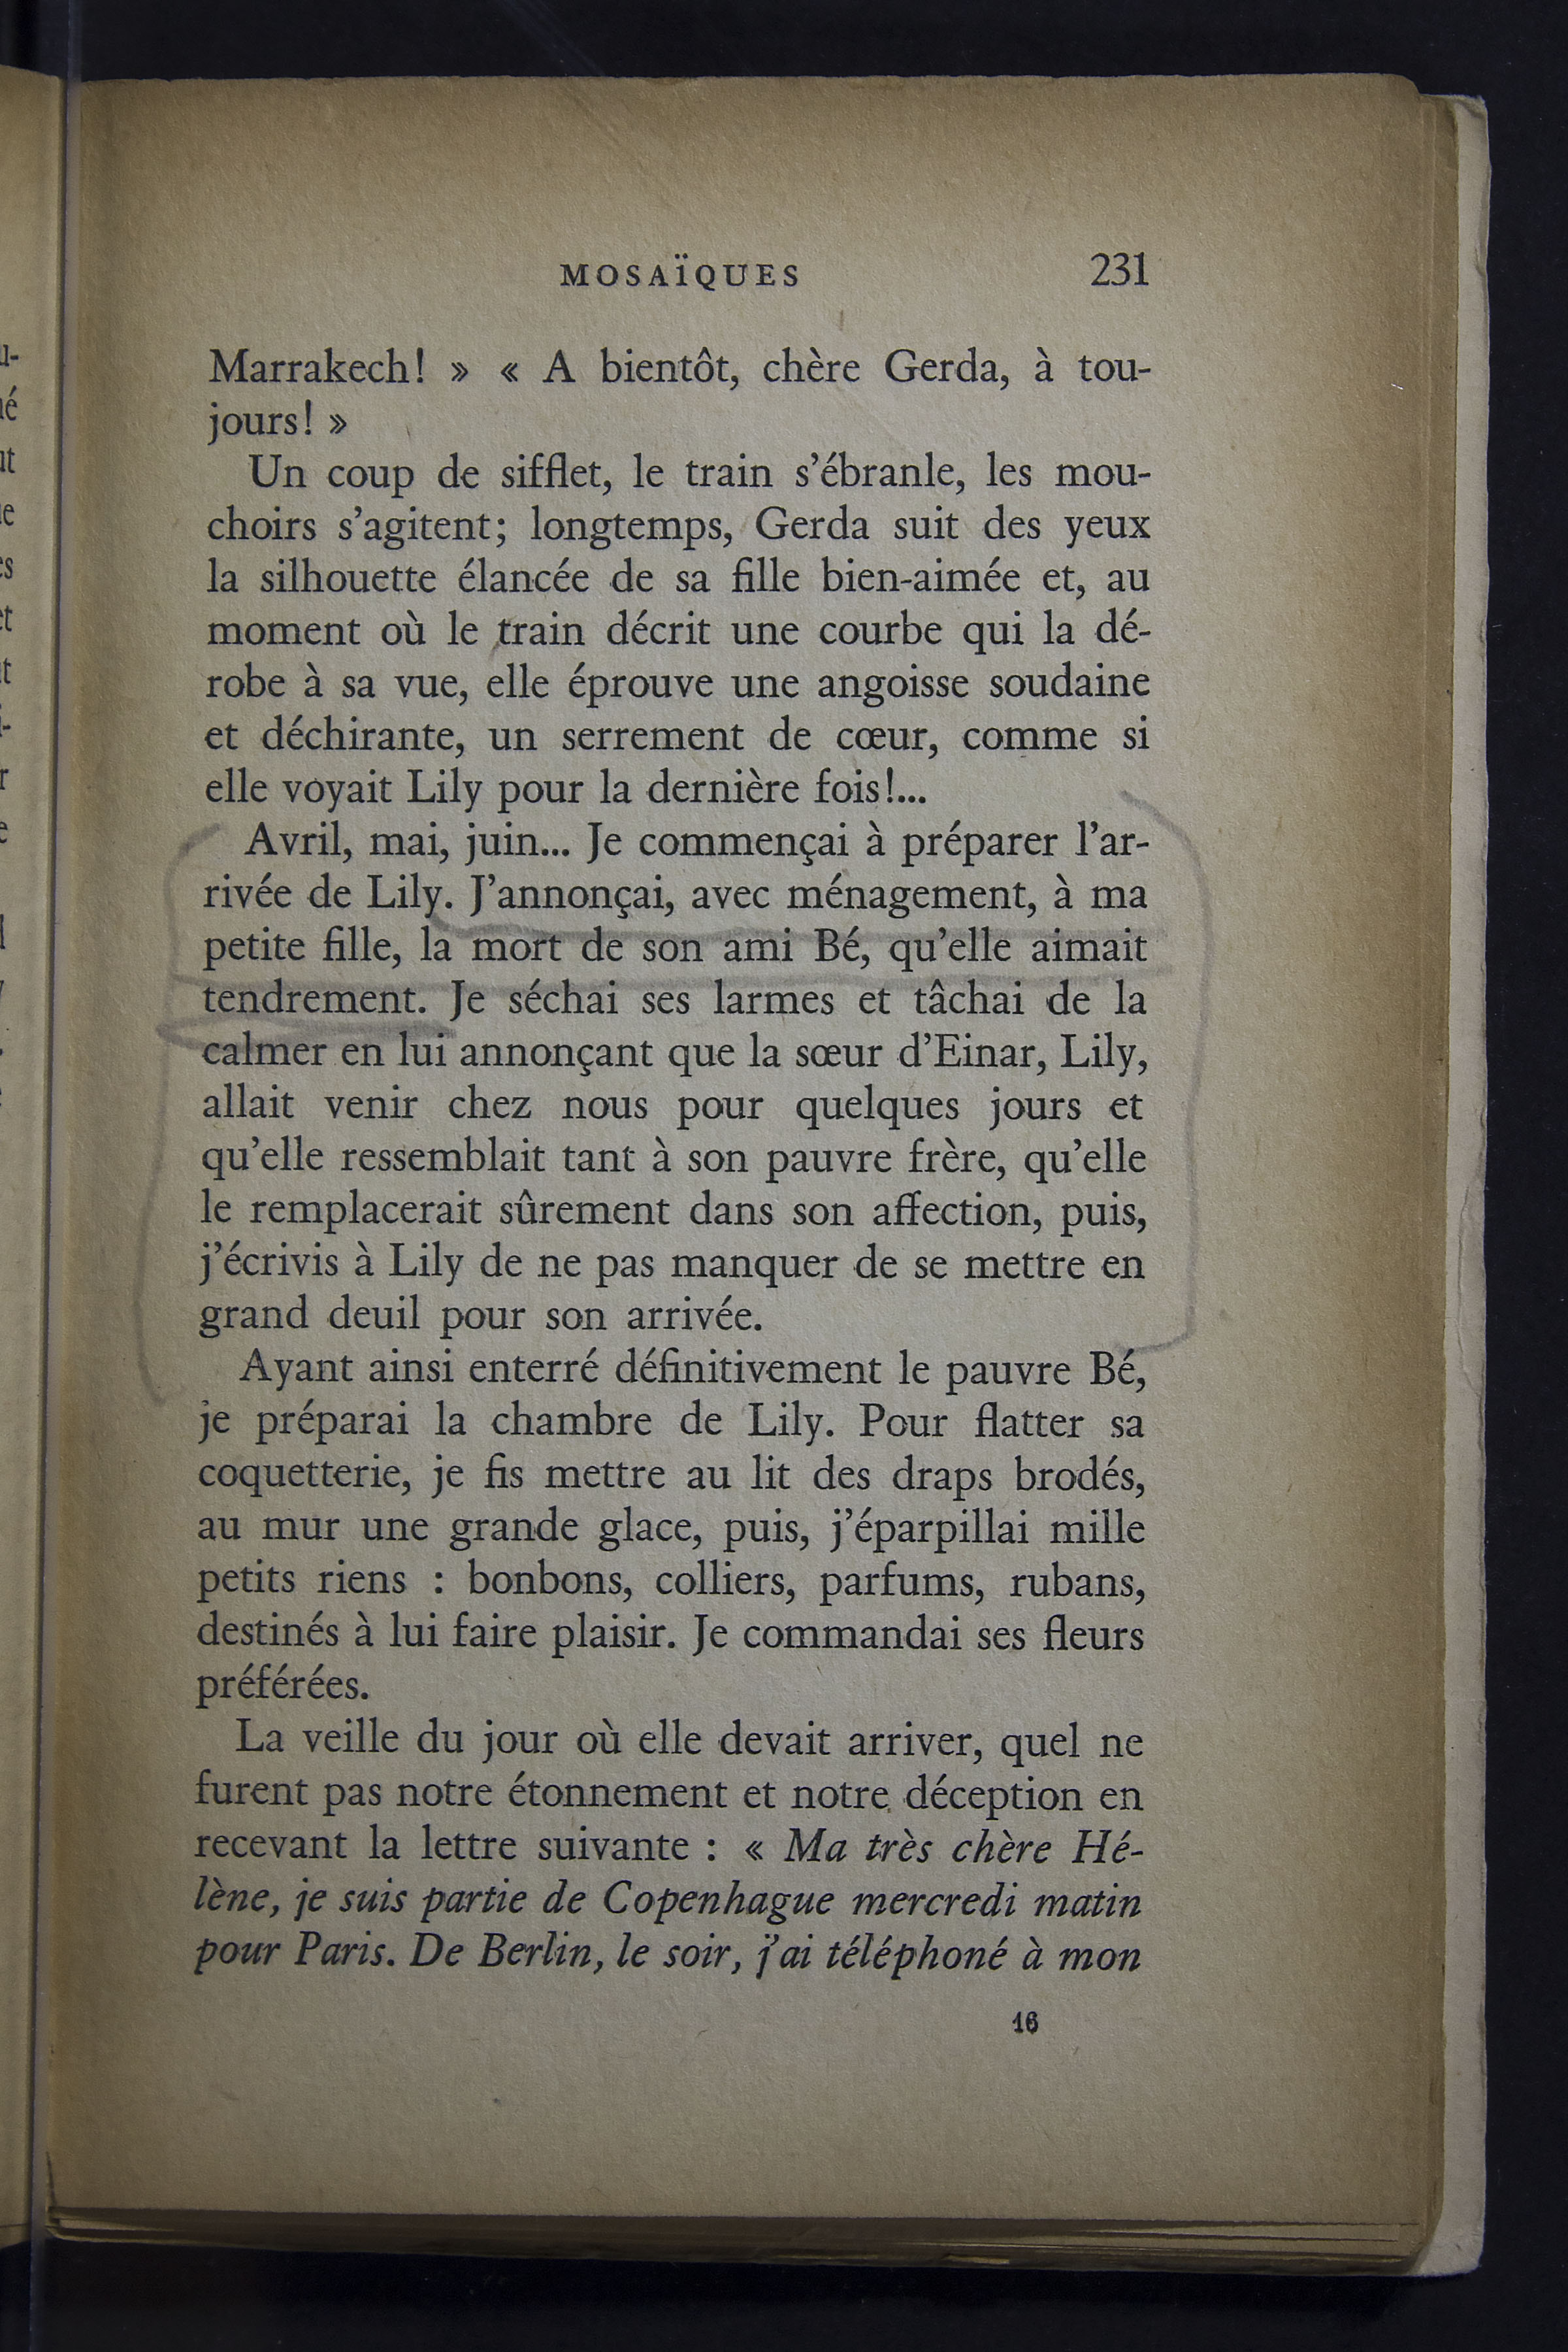 MOSAÏQUES 231
Marrakech! » « A bientôt, chère Gerda, à tou-
jours! »
Un coup de sifflet, le train s'ébranle, les mou-
choirs s'agitent; longtemps, Gerda suit des yeux
la silhouette élancée de sa fille bien-aimée et, au
moment où le train décrit une courbe qui la dé-
robe à sa vue, elle éprouve une angoisse soudaine
et déchirante, un serrement de cœur, comme si
elle voyait Lily pour la dernière fois!...
Avril, mai, juin... Je commençai à préparer l'ar-
rivée de Lily. J'annonçai, avec ménagement, à ma
petite fille, la mort de son ami Bé, qu'elle aimait
tendrement. Je séchai ses larmes et tâchai de la
calmer en lui annonçant que la sœur d'Einar, Lily,
allait venir chez nous pour quelques jours et
qu'elle ressemblait tant à son pauvre frère, qu'elle
le remplacerait sûrement dans son affection, puis,
j'écrivis à Lily de ne pas manquer de se mettre en
grand deuil pour son arrivée.
Ayant ainsi enterré définitivement le pauvre Bé,
je préparai la chambre de Lily. Pour flatter sa
coquetterie, je fis mettre au lit des draps brodés,
au mur une grande glace, puis, j'éparpillai mille
petits riens : bonbons, colliers, parfums, rubans,
destinés à lui faire plaisir. Je commandai ses fleurs
préférées.
La veille du jour où elle devait arriver, quel ne
furent pas notre étonnement et notre déception en
recevant la lettre suivante : « Ma très chère Hé-
lène, je suis partie de Copenhague mercredi matin
pour Paris. De Berlin, le soir, j'ai téléphoné à mon
16